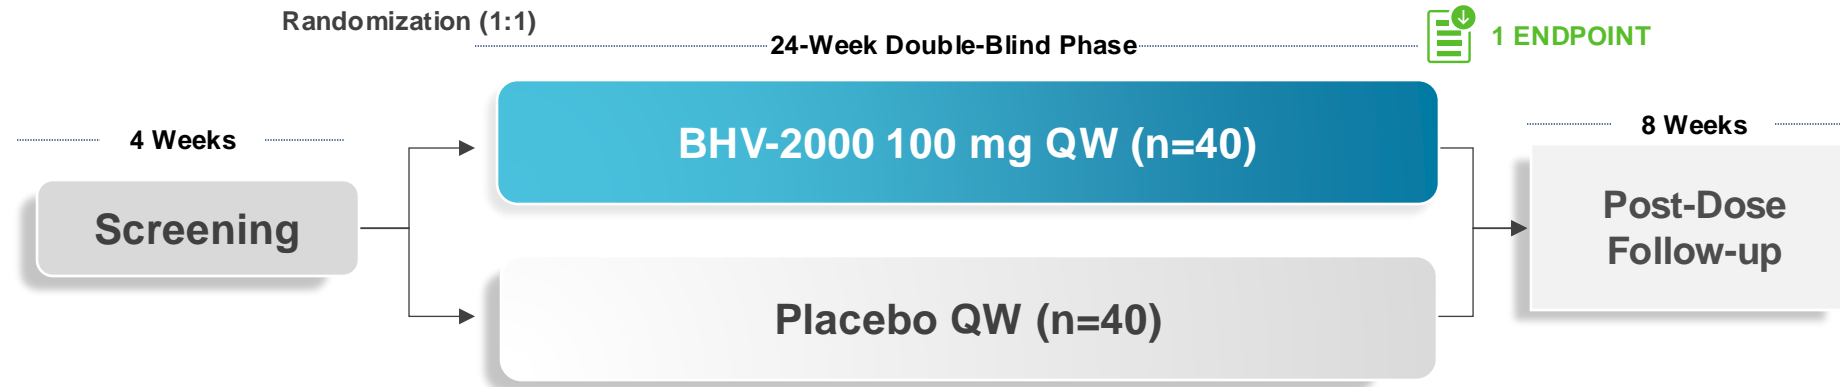 Randomization (1:1)
24-Week Double-Blind Phase
1 ENDPOINT
4 Weeks
Screening
BHV-2000 100 mg QW (n=40)
Placebo QW (n=40)
8 Weeks
Post-Dose
Follow-up